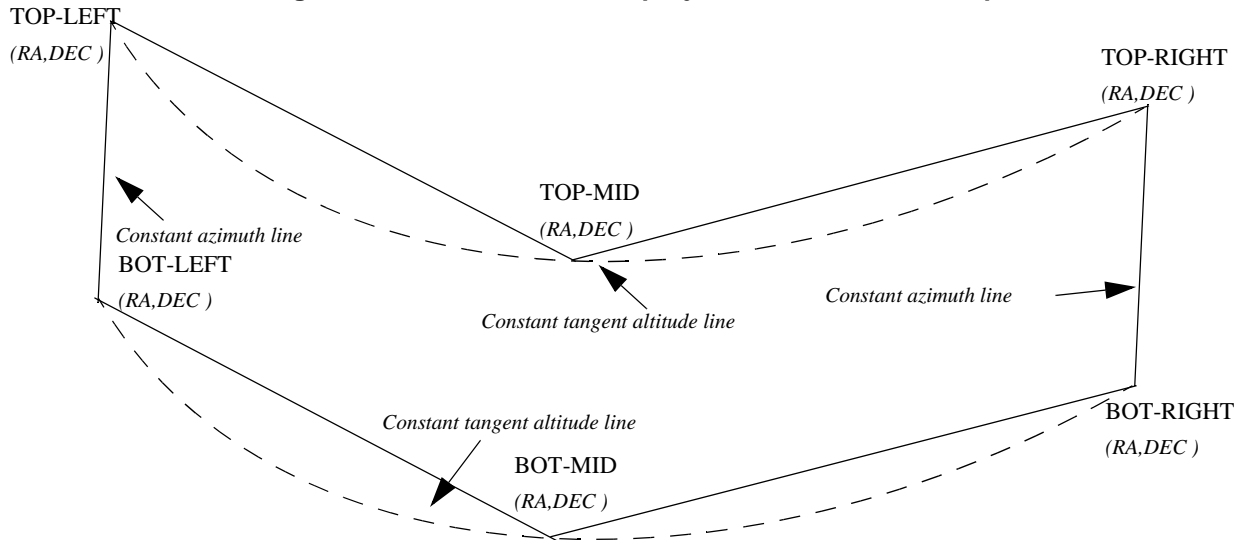 TOP-LEFT
(RA,DEC )
TOP-RIGHT
(RA,DEC )
TOP-MID
(RA,DEC )
Constant azimuth line
BOT-LEFT
(RA,DEC )
Constant azimuth line
Constant tangent altitude line
Constant tangent altitude line
BOT-RIGHT
(RA,DEC )
BOT-MID
(RA,DEC )